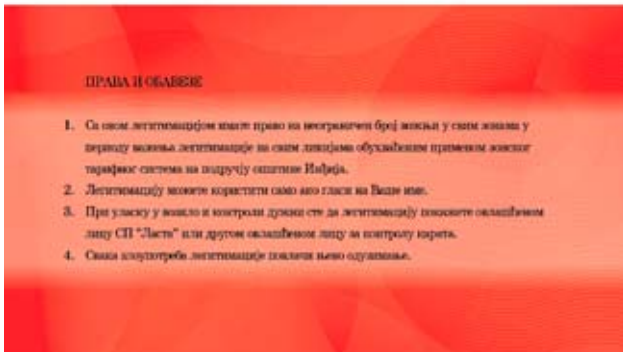 ПРАВА И ОБАВЕЗЕ
1. Са овом легитимацијом имате право на неограничен број вожњи у свим зонама у
периоду важења легитимације на свим линијама обухваћеним применом зонског
тарифног система на подручју општине Инђија.
2. Легитимацију можете користити само ако гласи на Ваше име.
3. При уласку у возило и контроли дужни сте да легитимацију покажете овлашћеном
лицу СП "Ласта" или другом овлашћеном лицу за контролу карата.
4. Свака злоупотреба легитимације повлачи њено одузимање.